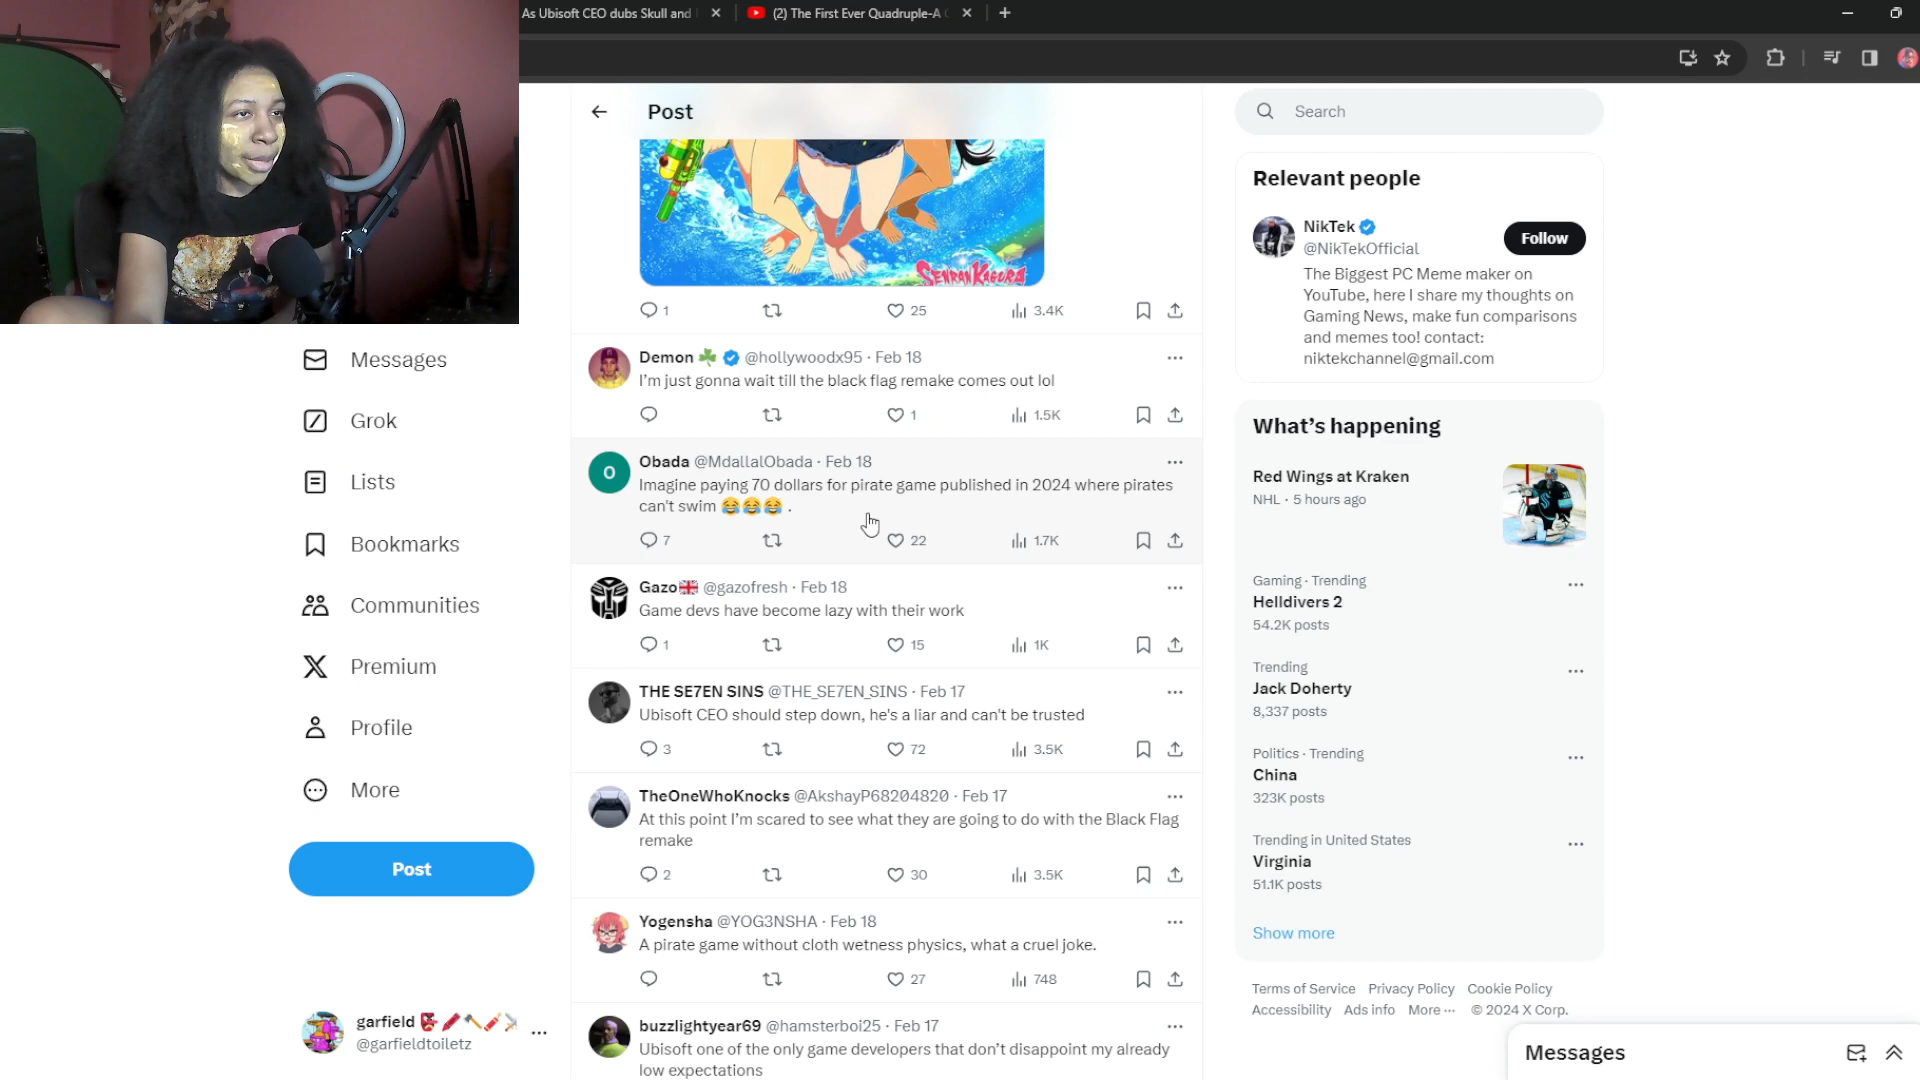 As Ubisoft CEO dubs Skull and
(2) The First Ever Quadruple-A
Post
Search
SENRAN KAGURA
1 25 3.4K
Demon @hollywoodx95 · Feb 18
I'm just gonna wait till the black flag remake comes out lol
1 1.5K
O
Obada @MdallalObada · Feb 18
Imagine paying 70 dollars for pirate game published in 2024 where pirates
can't swim 😂😂😂 .
7 22 1.7K
Gazo🇬🇧 @gazofresh · Feb 18
Game devs have become lazy with their work
1 15 1K
THE SE7EN SINS @THE_SE7EN_SINS · Feb 17
Ubisoft CEO should step down, he's a liar and can't be trusted
3 72 3.5K
TheOneWhoKnocks @AkshayP68204820 · Feb 17
At this point I'm scared to see what they are going to do with the Black Flag
remake
2 30 3.5K
Yogensha @YOG3NSHA · Feb 18
A pirate game without cloth wetness physics, what a cruel joke.
27 748
buzzlightyear69 @hamsterboi25 · Feb 17
Ubisoft one of the only game developers that don't disappoint my already
low expectations
Messages
Grok
Lists
Bookmarks
Communities
Premium
Profile
More
Post
garfield
@garfieldtoiletz
Relevant people
NikTek
@NikTekOfficial
Follow
The Biggest PC Meme maker on
YouTube, here I share my thoughts on
Gaming News, make fun comparisons
and memes too! contact:
niktekchannel@gmail.com
What's happening
Red Wings at Kraken
NHL · 5 hours ago
Gaming · Trending
Helldivers 2
54.2K posts
Trending
Jack Doherty
8,337 posts
Politics · Trending
China
323K posts
Trending in United States
Virginia
51.1K posts
Show more
Terms of Service Privacy Policy Cookie Policy
Accessibility Ads info More ··· © 2024 X Corp.
Messages